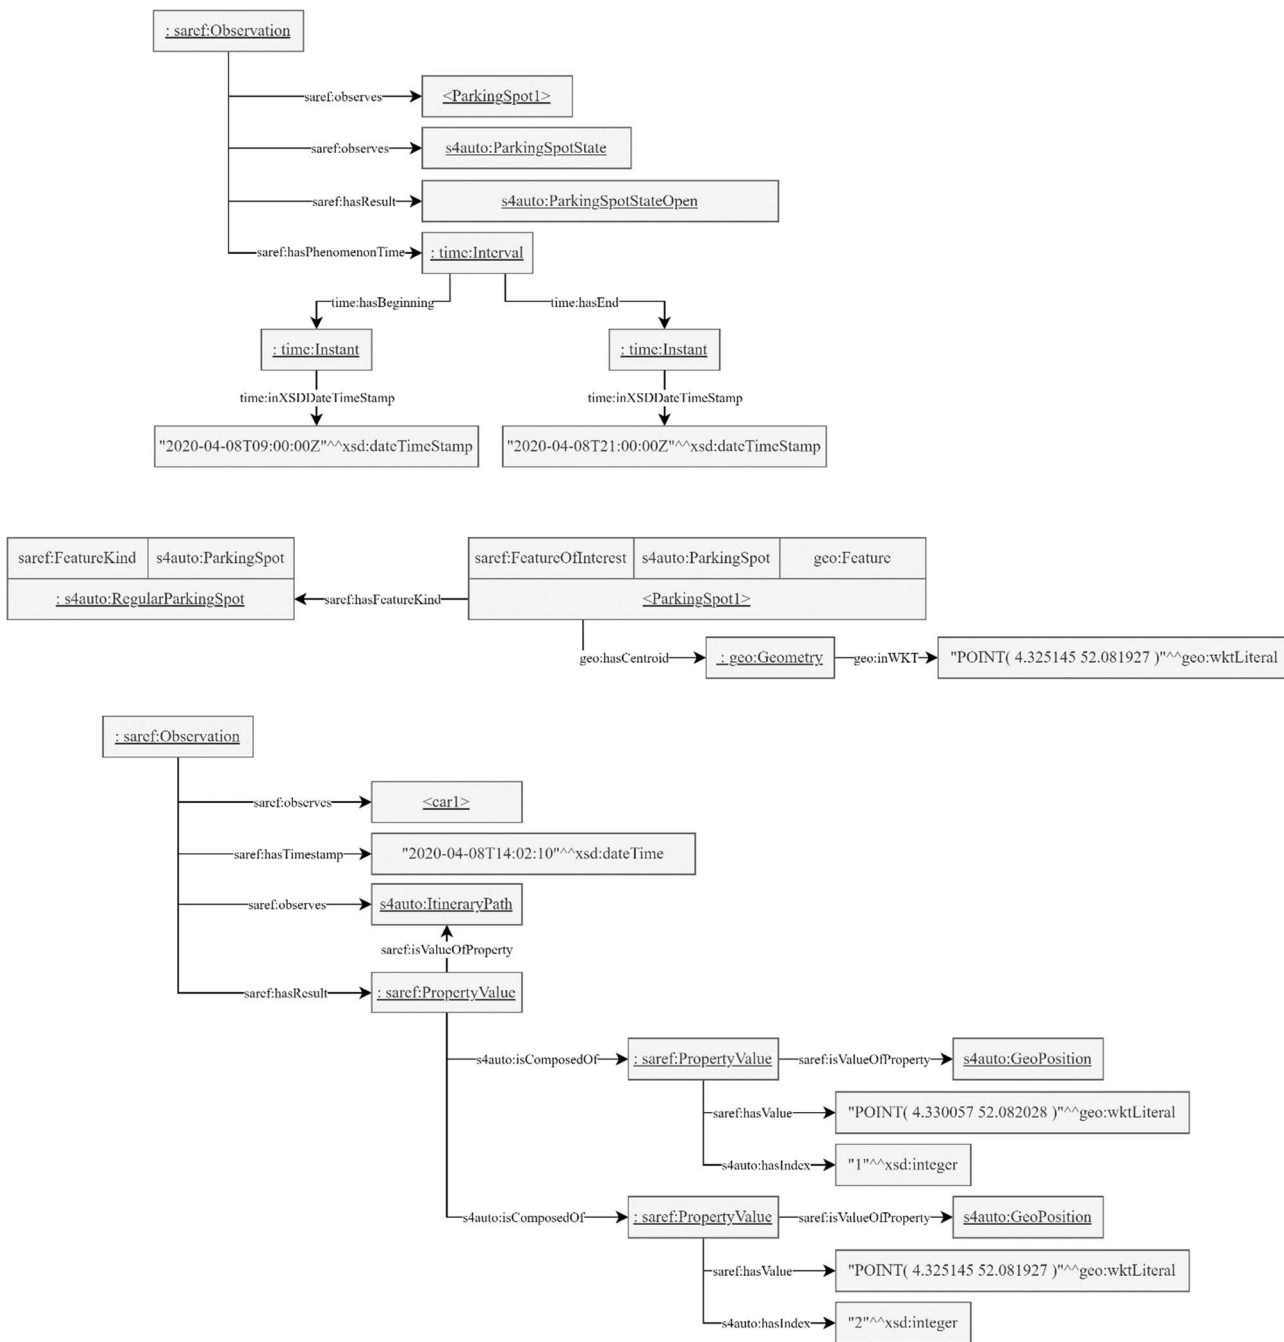 : saref:Observation
saref:observes
<ParkingSpot1>
saref:observes
s4auto:ParkingSpotState
saref:hasResult
s4auto:ParkingSpotStateOpen
saref:hasPhenomenonTime
: time:Interval
time:hasBeginning
time:hasEnd
: time:Instant
: time:Instant
time:inXSDDateTimeStamp
time:inXSDDateTimeStamp
"2020-04-08T09:00:00Z"^^xsd:dateTimeStamp
"2020-04-08T21:00:00Z"^^xsd:dateTimeStamp
saref:FeatureKind
s4auto:ParkingSpot
saref:FeatureOfInterest
s4auto:ParkingSpot
geo:Feature
: s4auto:RegularParkingSpot
saref:hasFeatureKind
<ParkingSpot1>
geo:hasCentroid
: geo:Geometry
geo:inWKT
"POINT( 4.325145 52.081927 )"^^geo:wktLiteral
: saref:Observation
saref:observes
<car1>
saref:hasTimestamp
"2020-04-08T14:02:10"^^xsd:dateTime
saref:observes
s4auto:ItineraryPath
saref:isValueOfProperty
saref:hasResult
: saref:PropertyValue
s4auto:isComposedOf
: saref:PropertyValue
saref:isValueOfProperty
s4auto:GeoPosition
saref:hasValue
"POINT( 4.330057 52.082028 )"^^geo:wktLiteral
s4auto:hasIndex
"1"^^xsd:integer
s4auto:isComposedOf
: saref:PropertyValue
saref:isValueOfProperty
s4auto:GeoPosition
saref:hasValue
"POINT( 4.325145 52.081927 )"^^geo:wktLiteral
s4auto:hasIndex
"2"^^xsd:integer